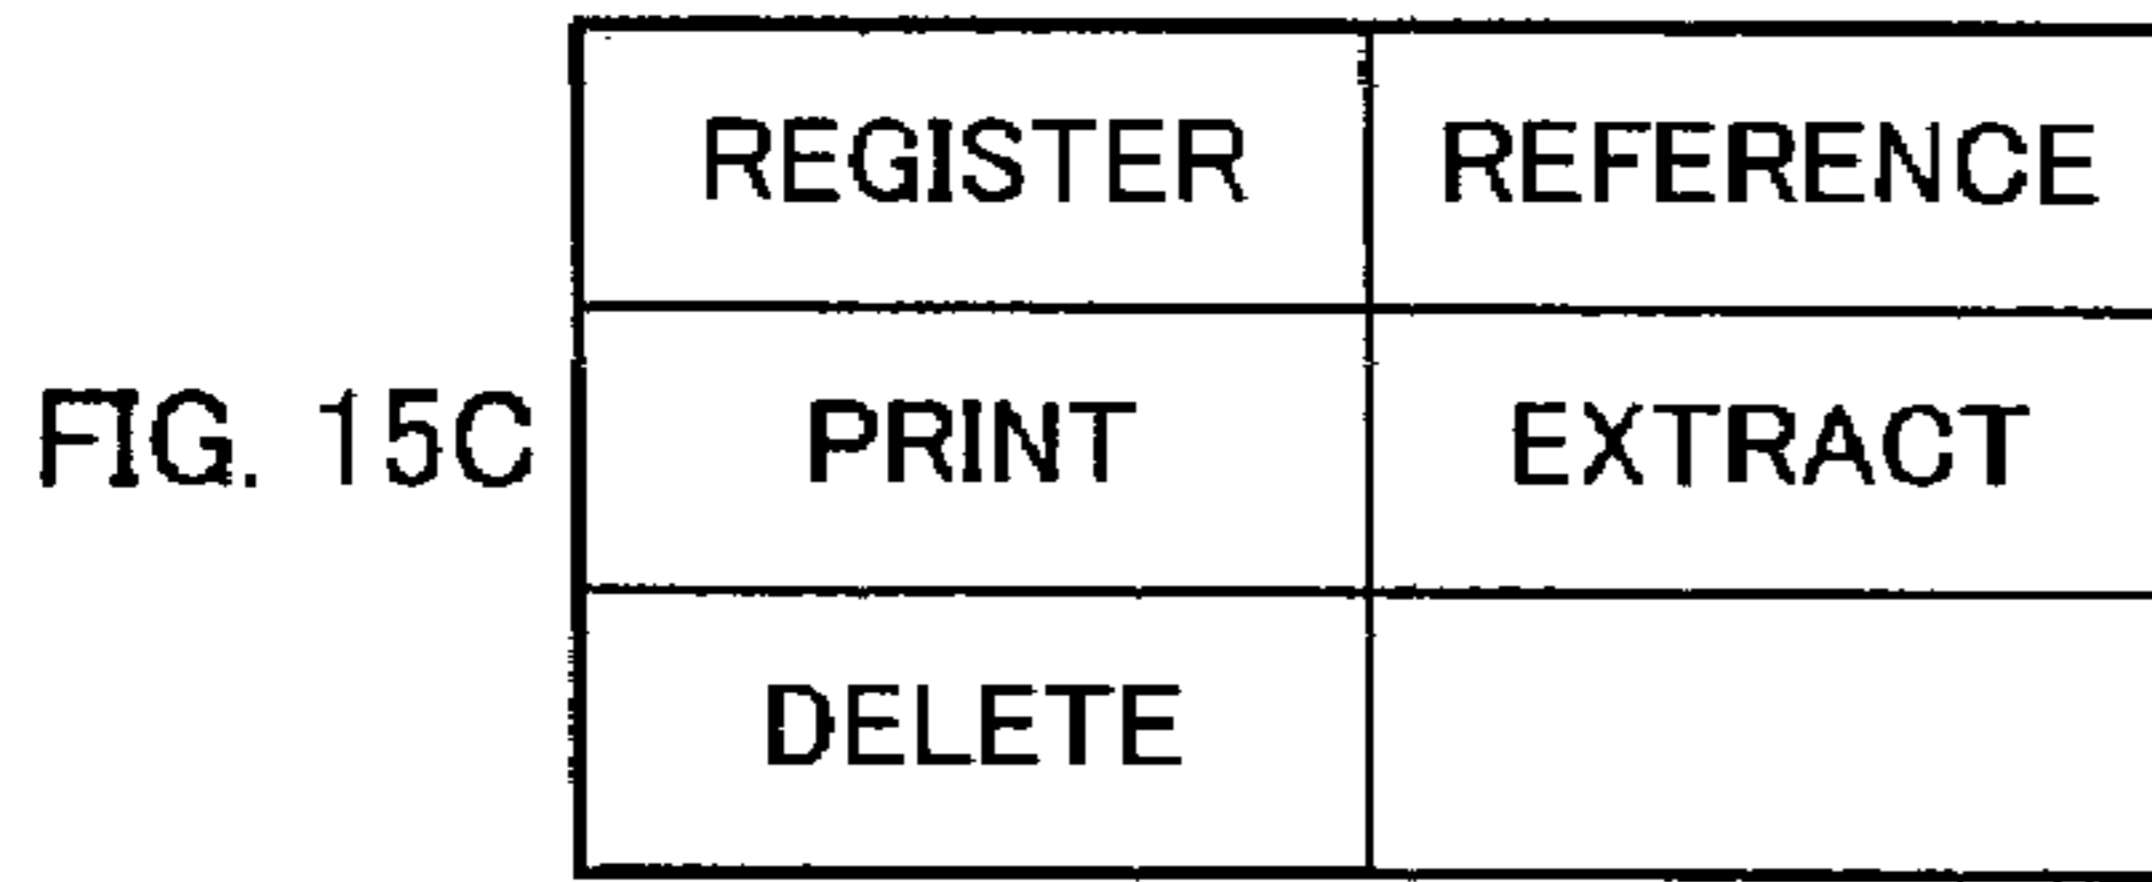 REGISTER REFERENCE
FIG. 15C PRINT EXTRACT
DELETE